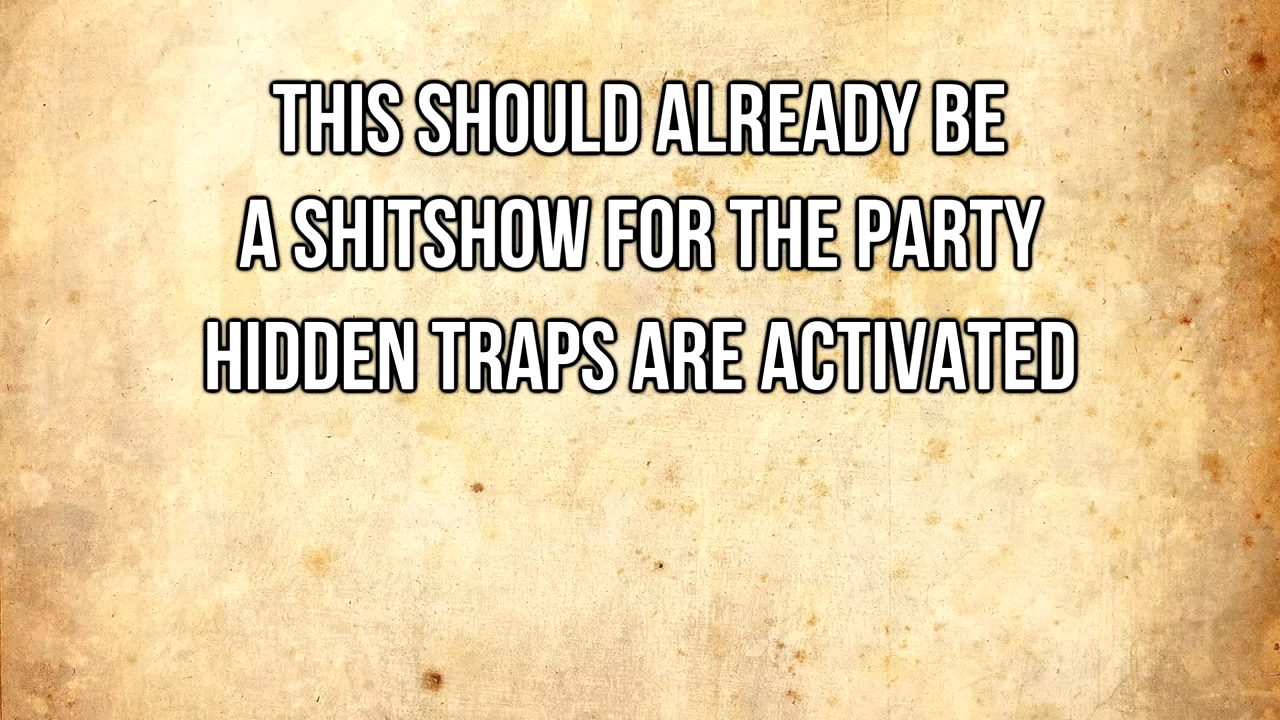 THIS SHOULD ALREADY BE
A SHITSHOW FOR THE PARTY
HIDDEN TRAPS ARE ACTIVATED